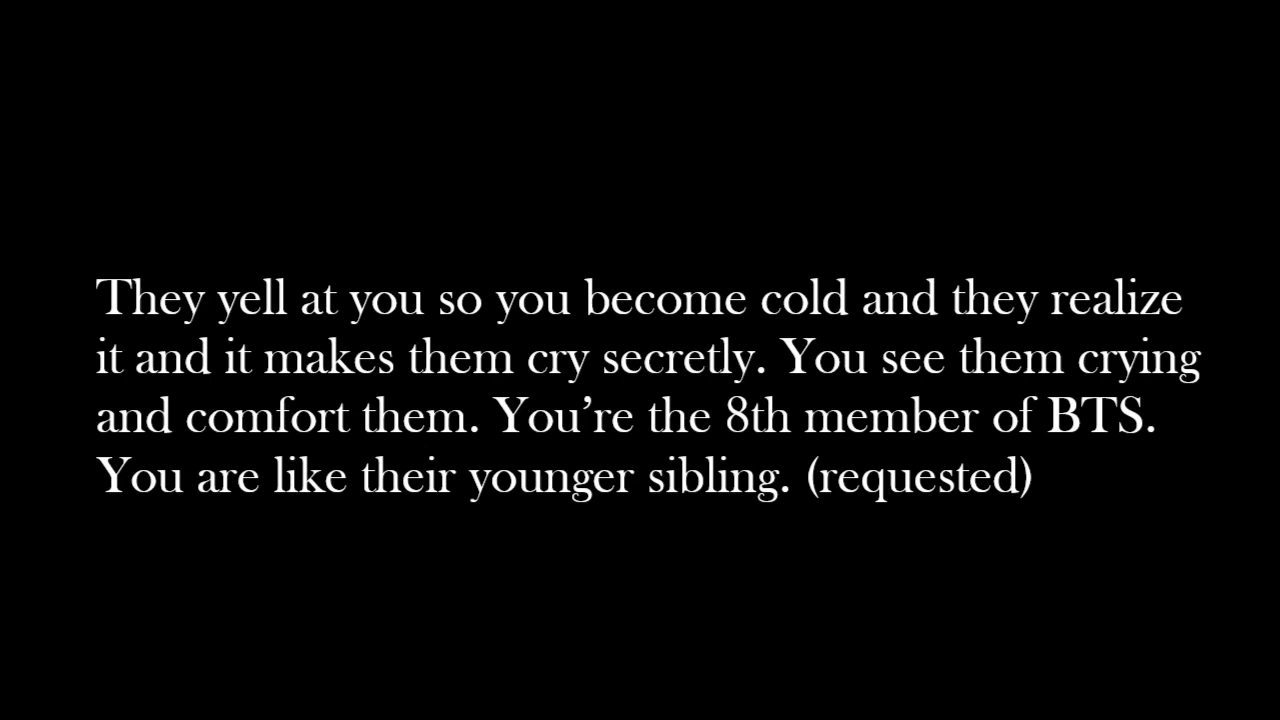 They yell at you so you become cold and they realize
it and it makes them cry secretly. You see them crying
and comfort them. You’re the 8th member of BTS.
You are like their younger sibling. (requested)